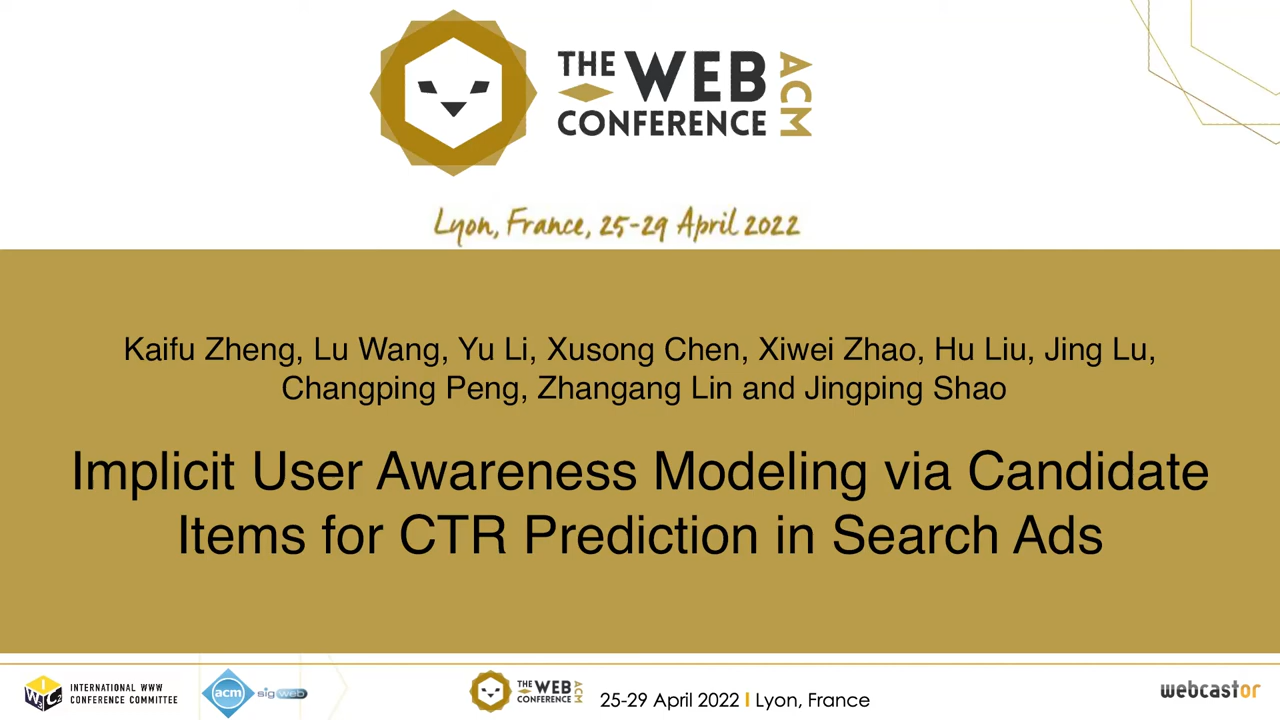 THE WEB
CONFERENCE
ACM
Lyon, France, 25-29 April 2022
Kaifu Zheng, Lu Wang, Yu Li, Xusong Chen, Xiwei Zhao, Hu Liu, Jing Lu,
Changping Peng, Zhangang Lin and Jingping Shao
Implicit User Awareness Modeling via Candidate
Items for CTR Prediction in Search Ads
IW3C2
INTERNATIONAL WWW
CONFERENCE COMMITTEE
acm
sigweb
THE WEB
CONFERENCE
ACM
25-29 April 2022 I Lyon, France
webcastor